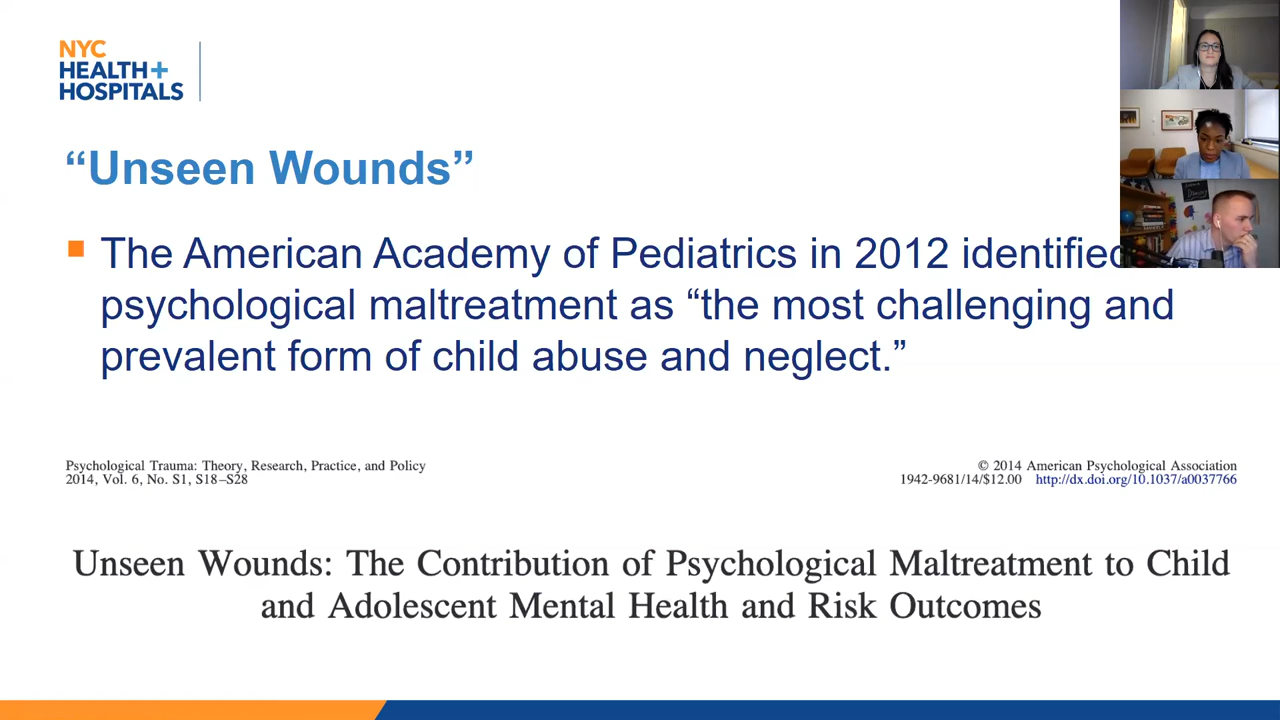 NYC
HEALTH+
HOSPITALS
“Unseen Wounds”
The American Academy of Pediatrics in 2012 identified
psychological maltreatment as “the most challenging and
prevalent form of child abuse and neglect.”
Psychological Trauma: Theory, Research, Practice, and Policy
2014, Vol. 6, No. S1, S18–S28
© 2014 American Psychological Association
1942-9681/14/$12.00 http://dx.doi.org/10.1037/a0037766
Unseen Wounds: The Contribution of Psychological Maltreatment to Child
and Adolescent Mental Health and Risk Outcomes